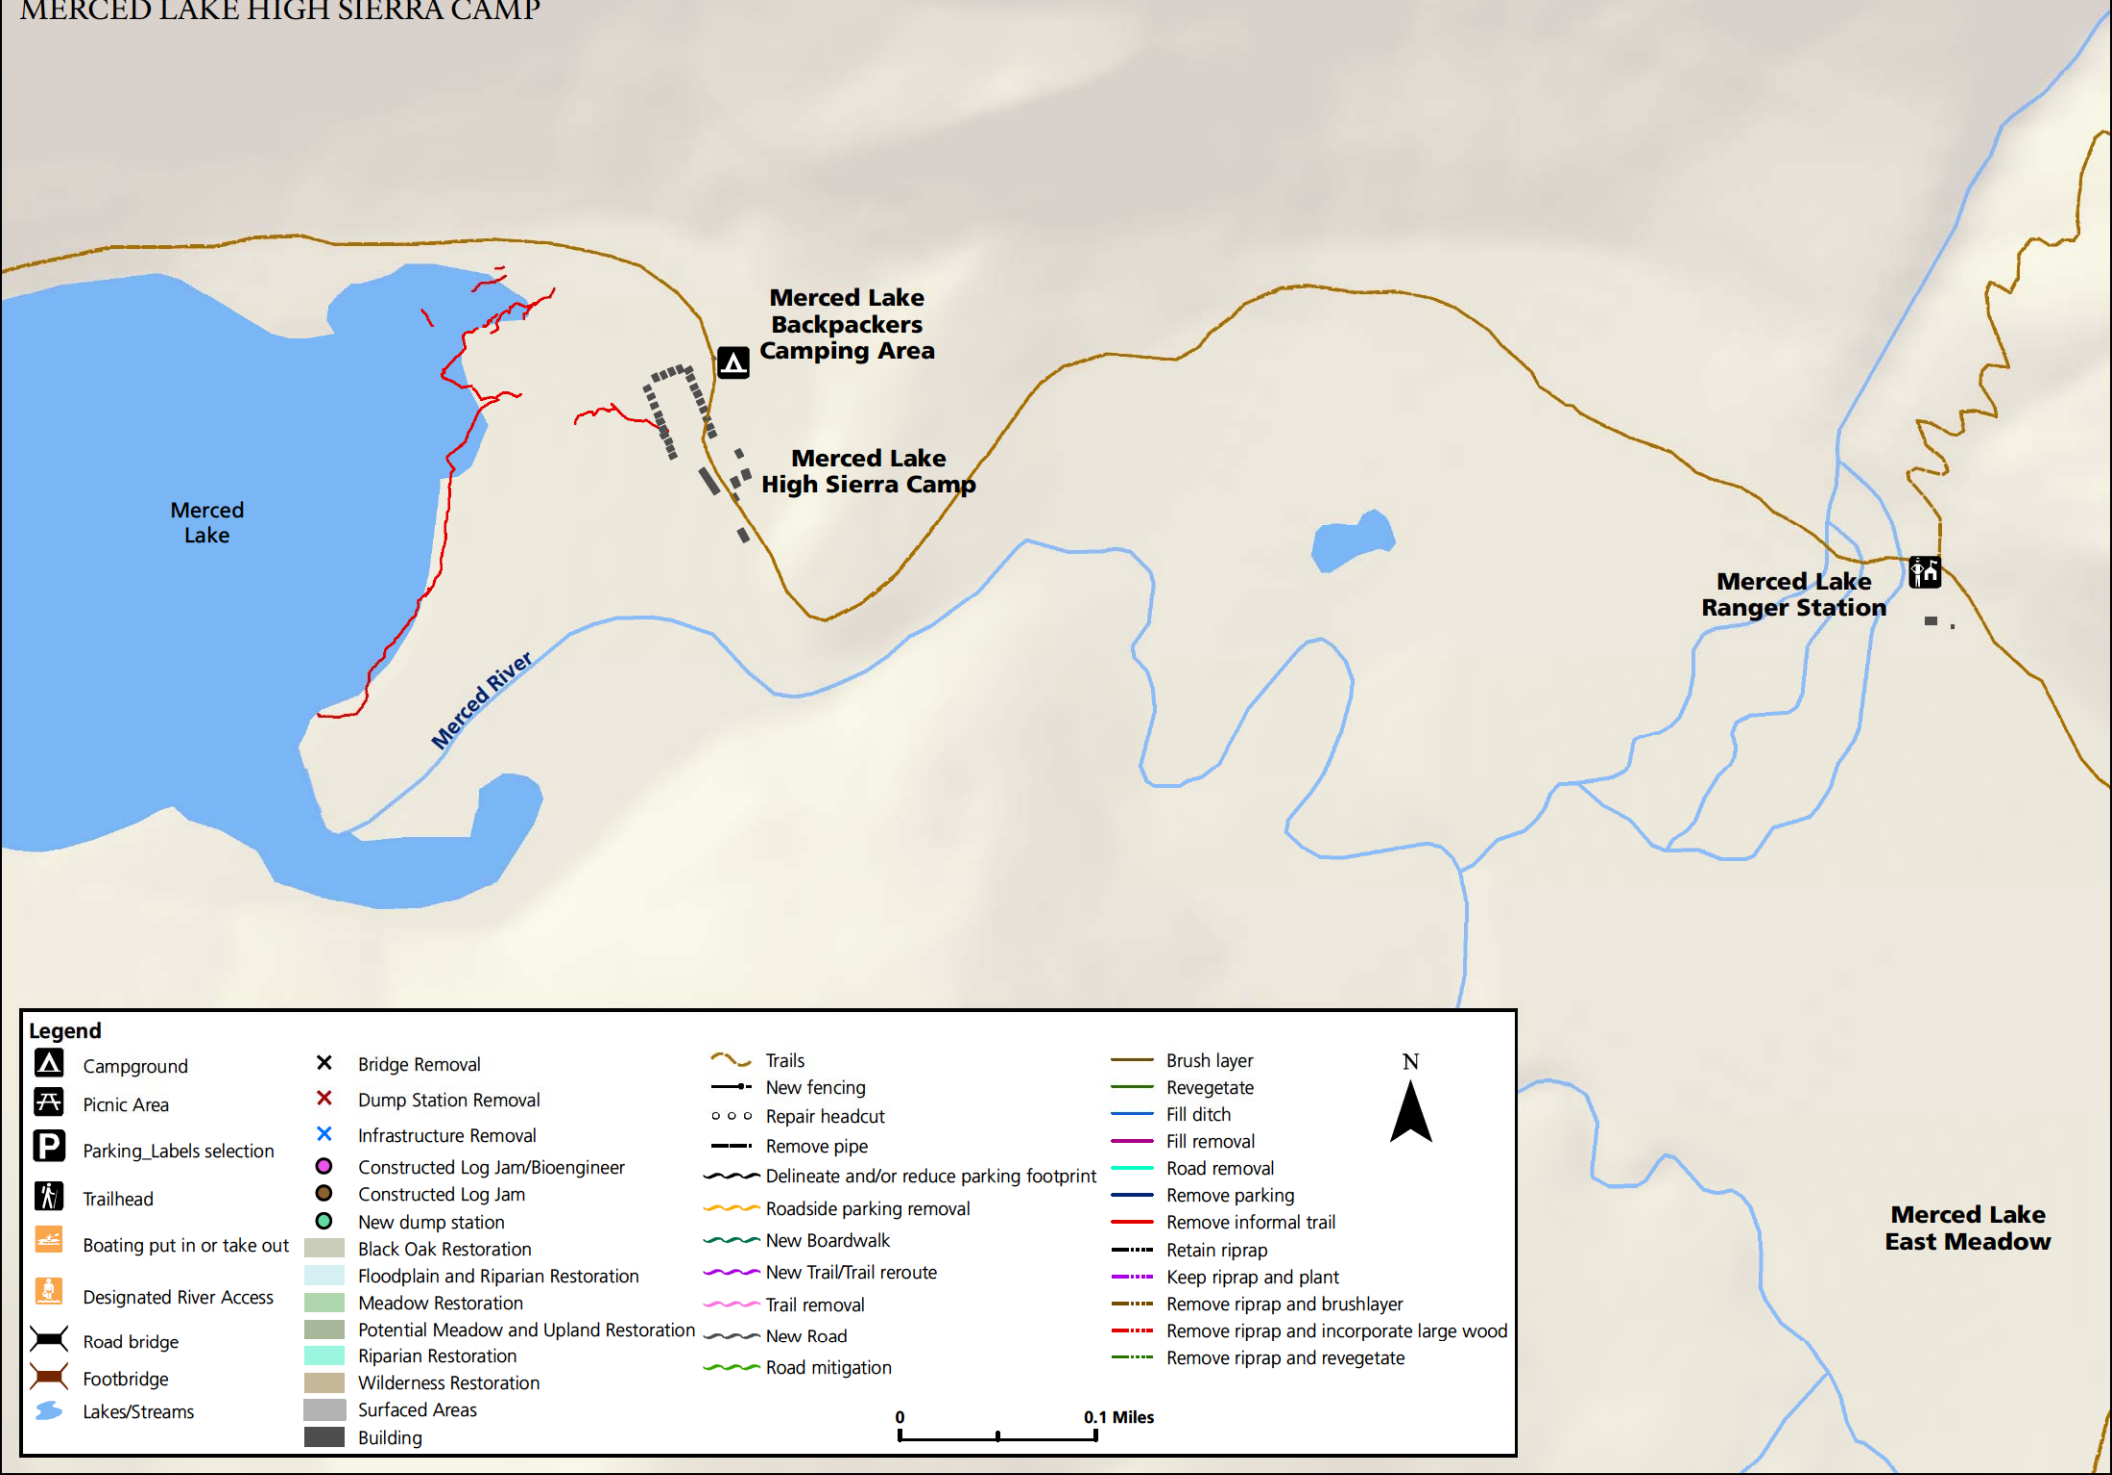 MERCED LAKE HIGH SIERRA CAMP
Merced Lake
Backpackers
Camping Area
Merced Lake
High Sierra Camp
Merced
Lake
Merced River
Merced Lake
Ranger Station
Merced Lake
East Meadow
Legend
Campground
Picnic Area
P
Parking_Labels selection
Trailhead
Boating put in or take out
Designated River Access
Road bridge
Footbridge
Lakes/Streams
Bridge Removal
Dump Station Removal
Infrastructure Removal
Constructed Log Jam/Bioengineer
Constructed Log Jam
New dump station
Black Oak Restoration
Floodplain and Riparian Restoration
Meadow Restoration
Potential Meadow and Upland Restoration
Riparian Restoration
Wilderness Restoration
Surfaced Areas
Building
Trails
New fencing
Repair headcut
Remove pipe
Delineate and/or reduce parking footprint
Roadside parking removal
New Boardwalk
New Trail/Trail reroute
Trail removal
New Road
Road mitigation
Brush layer
Revegetate
Fill ditch
Fill removal
Road removal
Remove parking
Remove informal trail
Retain riprap
Keep riprap and plant
Remove riprap and brushlayer
Remove riprap and incorporate large wood
Remove riprap and revegetate
N
0 0.1 Miles